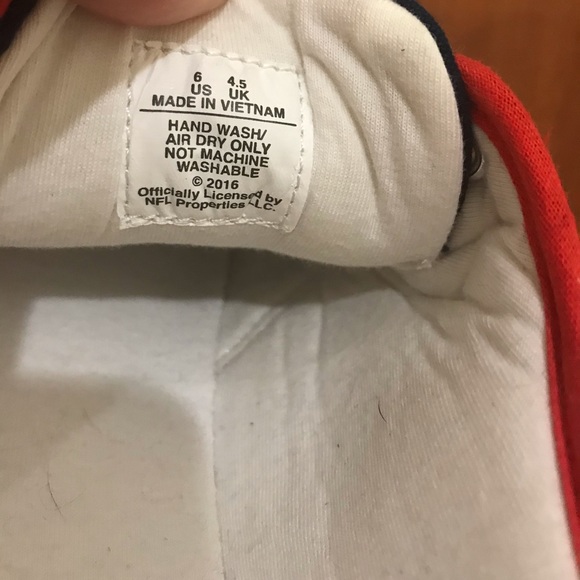 6 4.5
US UK
MADE IN VIETNAM
HAND WASH/
AIR DRY ONLY
NOT MACHINE
WASHABLE
© 2016
Officially Licensed by
NFL Properties LLC.